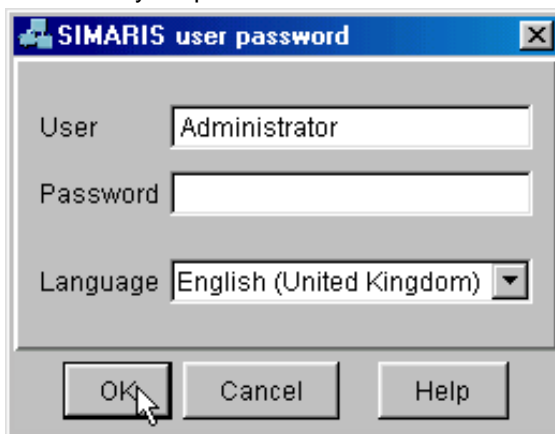 SIMARIS user password
User Administrator
Password
Language English (United Kingdom)
OK Cancel Help